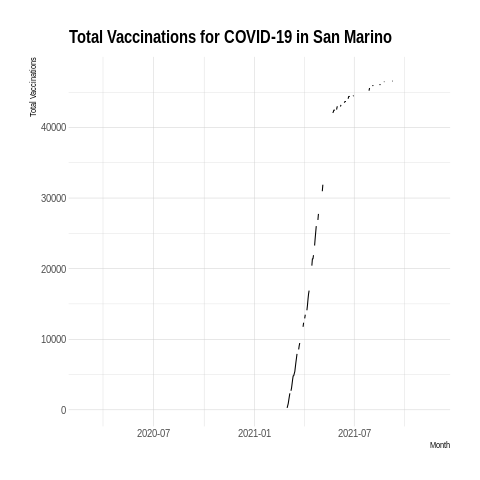 Total Vaccinations for COVID-19 in San Marino
Total Vaccinations
40000
30000
20000
10000
0
2020-07 2021-01 2021-07
Month